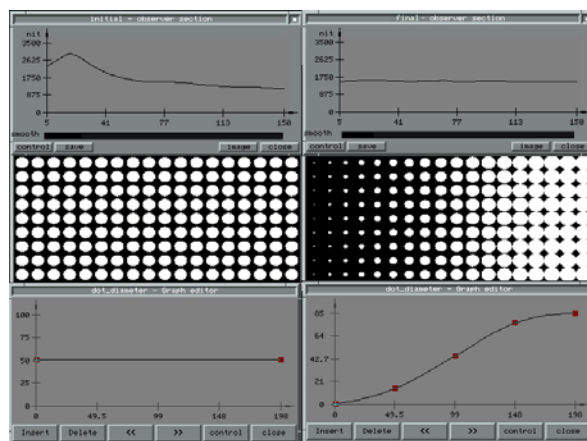 initial - observer section
nit
3500
2625
1750
875
0
5 41 77 113 150
smooth
control save image close
final- observer section
nit
3500
2625
1750
875
0
5 41 77 113 150
smooth
control save image close
dot_diameter - Graph editor
100
75
50
25
0
0 49.5 99 148 198
Insert Delete << >> control close
dot_diameter - Graph editor
85
64
42.7
21
0
0 49.5 99 148 198
Insert Delete << >> control close